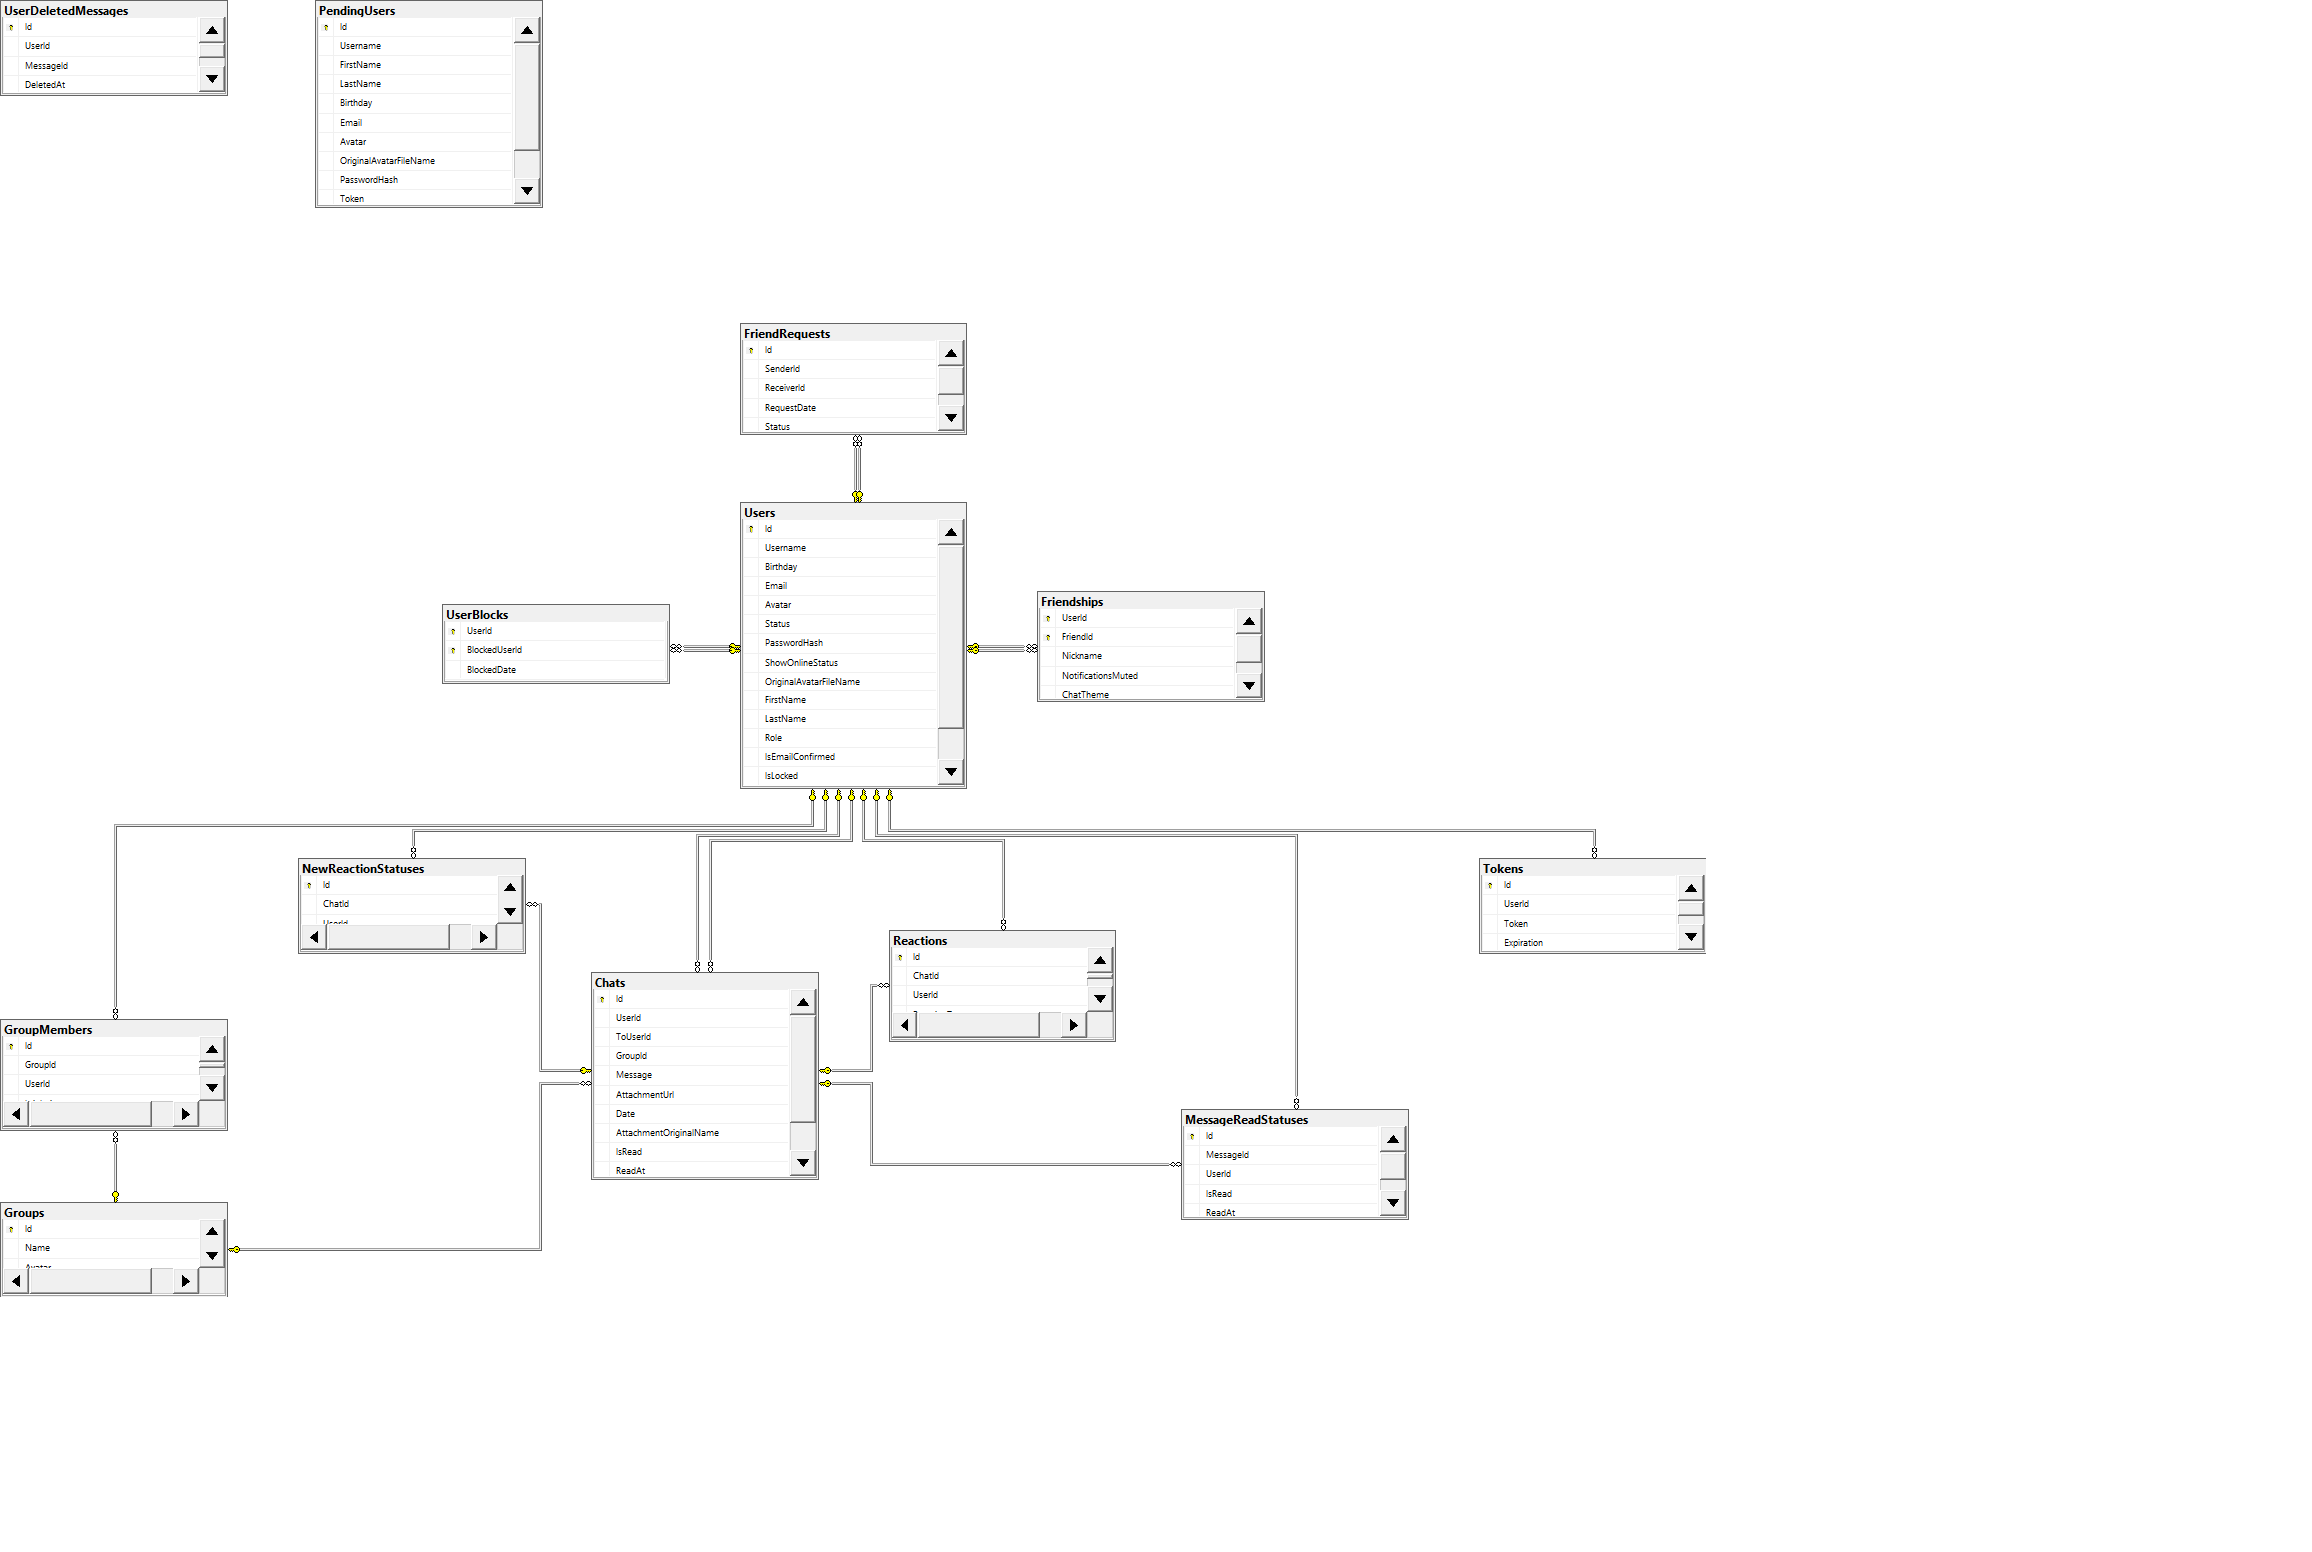 UserDeletedMessages
Id
UserId
MessageId
DeletedAt
PendingUsers
Id
Username
FirstName
LastName
Birthday
Email
Avatar
OriginalAvatarFileName
PasswordHash
Token
FriendRequests
Id
SenderId
ReceiverId
RequestDate
Status
Users
Id
Username
Birthday
Email
Avatar
Status
PasswordHash
ShowOnlineStatus
OriginalAvatarFileName
FirstName
LastName
Role
IsEmailConfirmed
IsLocked
UserBlocks
UserId
BlockedUserId
BlockedDate
Friendships
UserId
FriendId
Nickname
NotificationsMuted
ChatTheme
NewReactionStatuses
Id
ChatId
UserId
Tokens
Id
UserId
Token
Expiration
Reactions
Id
ChatId
UserId
Chats
Id
UserId
ToUserId
GroupId
Message
AttachmentUrl
Date
AttachmentOriginalName
IsRead
ReadAt
GroupMembers
Id
GroupId
UserId
MessageReadStatuses
Id
MessageId
UserId
IsRead
ReadAt
Groups
Id
Name
Avatar